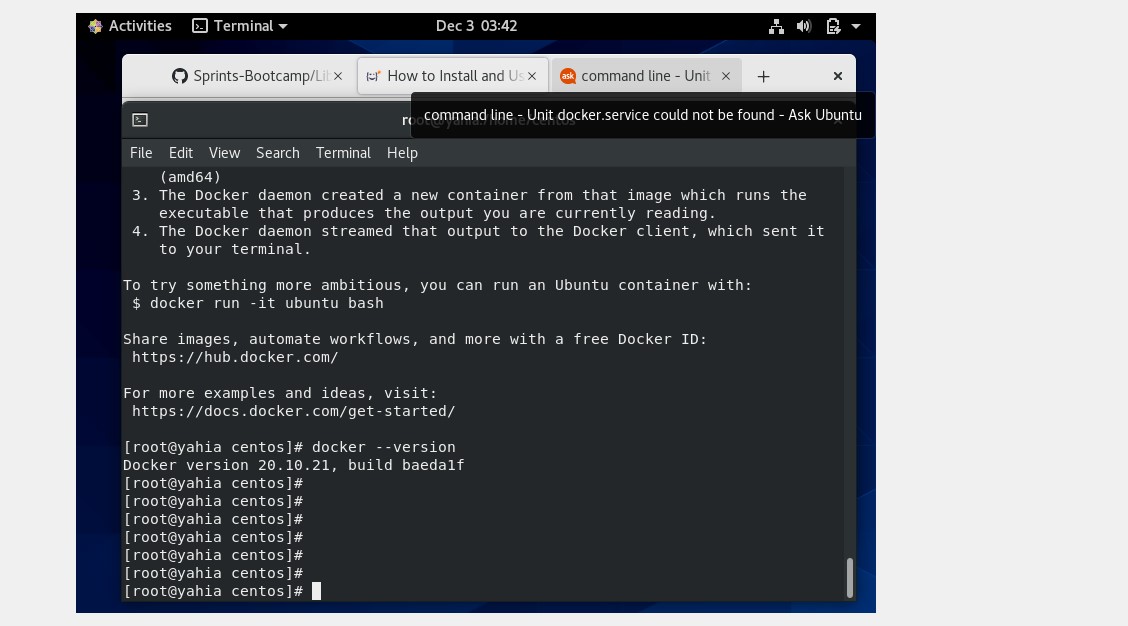 Activities Terminal Dec 3 03:42
Sprints-Bootcamp/Lil How to Install and Us ask command line - Unit
command line - Unit docker.service could not be found - Ask Ubuntu
File Edit View Search Terminal Help
(amd64)
3. The Docker daemon created a new container from that image which runs the
executable that produces the output you are currently reading.
4. The Docker daemon streamed that output to the Docker client, which sent it
to your terminal.
To try something more ambitious, you can run an Ubuntu container with:
$ docker run -it ubuntu bash
Share images, automate workflows, and more with a free Docker ID:
https://hub.docker.com/
For more examples and ideas, visit:
https://docs.docker.com/get-started/
[root@yahia centos]# docker --version
Docker version 20.10.21, build baeda1f
[root@yahia centos]#
[root@yahia centos]#
[root@yahia centos]#
[root@yahia centos]#
[root@yahia centos]#
[root@yahia centos]#
[root@yahia centos]#